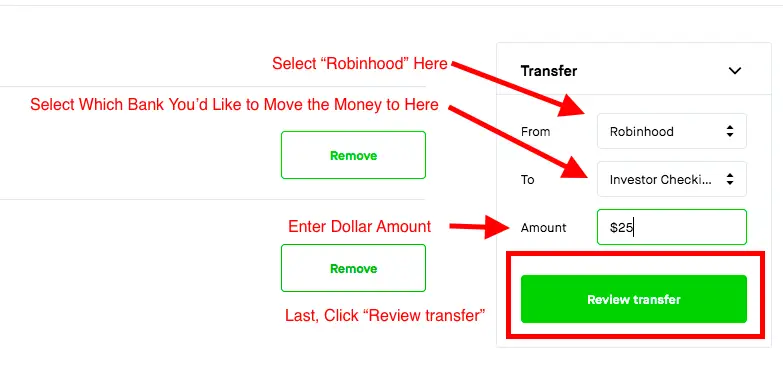 Select “Robinhood” Here
Transfer
Select Which Bank You’d Like to Move the Money to Here
From
Robinhood
Remove
To
Investor Checki...
Enter Dollar Amount
Amount
$25
Remove
Review transfer
Last, Click “Review transfer”